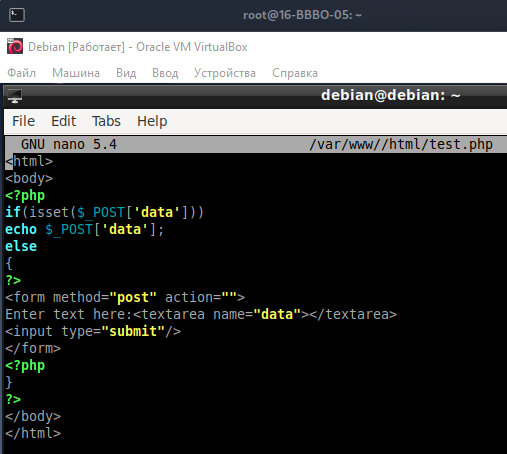 root@16-BBBO-05: ~
Debian [Работает] - Oracle VM VirtualBox
Файл Машина Вид Ввод Устройства Справка
debian@debian: ~
File Edit Tabs Help
GNU nano 5.4 /var/www//html/test.php
<html>
<body>
<?php
if(isset($_POST['data']))
echo $_POST['data'];
else
{
?>
<form method="post" action="">
Enter text here:<textarea name="data"></textarea>
<input type="submit"/>
</form>
<?php
}
?>
</body>
</html>